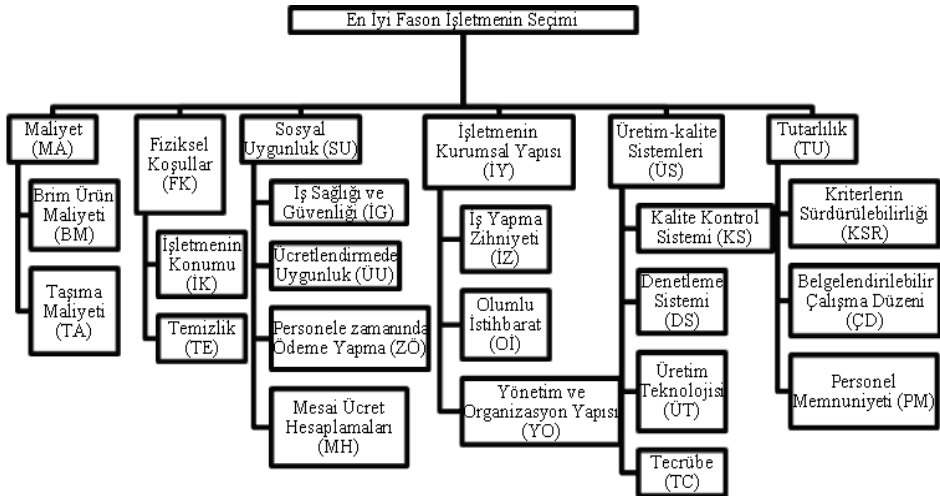 En İyi Fason İşletmenin Seçimi
Maliyet
(MA)
Brim Ürün
Maliyeti
(BM)
Taşıma
Maliyeti
(TA)
Fiziksel
Koşullar
(FK)
İşletmenin
Konumu
(İK)
Temizlik
(TE)
Sosyal
Uygunluk (SU)
İş Sağlığı ve
Güvenliği (İG)
Ücretlendirmede
Uygunluk (ÜU)
Personele zamanında
Ödeme Yapma (ZÖ)
Mesai Ücret
Hesaplamaları
(MH)
İşletmenin
Kurumsal Yapısı
(İY)
İş Yapma
Zihniyeti
(İZ)
Olumlu
İstihbarat
(Oİ)
Yönetim ve
Organizasyon Yapısı
(YO)
Üretim-kalite
Sistemleri
(ÜS)
Kalite Kontrol
Sistemi (KS)
Denetleme
Sistemi
(DS)
Üretim
Teknolojisi
(ÜT)
Tecrübe
(TC)
Tutarlılık
(TU)
Kriterlerin
Sürdürülebilirliği
(KSR)
Belgelendirilebilir
Çalışma Düzeni
(ÇD)
Personel
Memnuniyeti (PM)